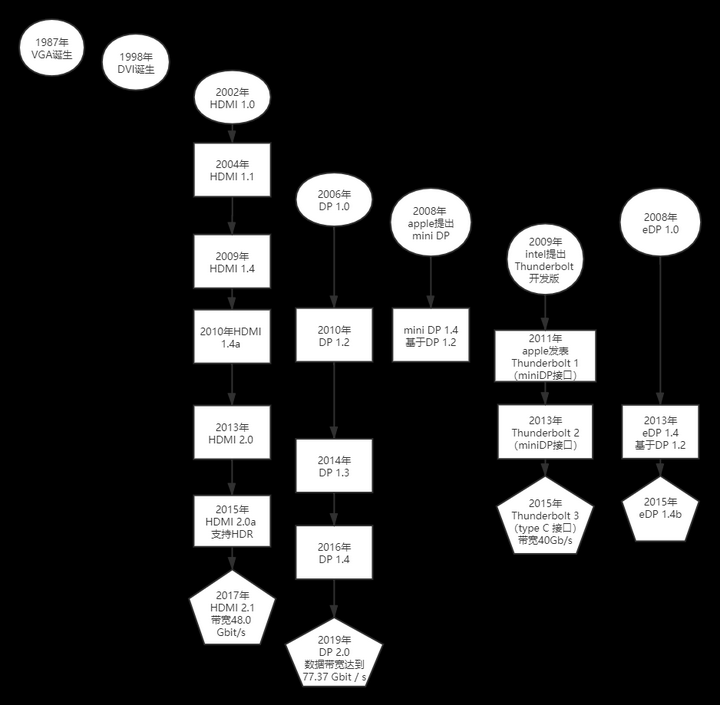 1987年
VGA诞生
1998年
DVI诞生
2002年
HDMI 1.0
2004年
HDMI 1.1
2009年
HDMI 1.4
2010年HDMI
1.4a
2013年
HDMI 2.0
2015年
HDMI 2.0a
支持HDR
2017年
HDMI 2.1
带宽48.0
Gbit/s
2006年
DP 1.0
2010年
DP 1.2
2014年
DP 1.3
2016年
DP 1.4
2019年
DP 2.0
数据带宽达到
77.37 Gbit / s
2008年
apple提出
mini DP
mini DP 1.4
基于DP 1.2
2009年
intel提出
Thunderbolt
开发版
2011年
apple发表
Thunderbolt 1
（miniDP接口）
2013年
Thunderbolt 2
（miniDP接口）
2015年
Thunderbolt 3
（type C 接口）
带宽40Gb/s
2008年
eDP 1.0
2013年
eDP 1.4
基于DP 1.2
2015年
eDP 1.4b